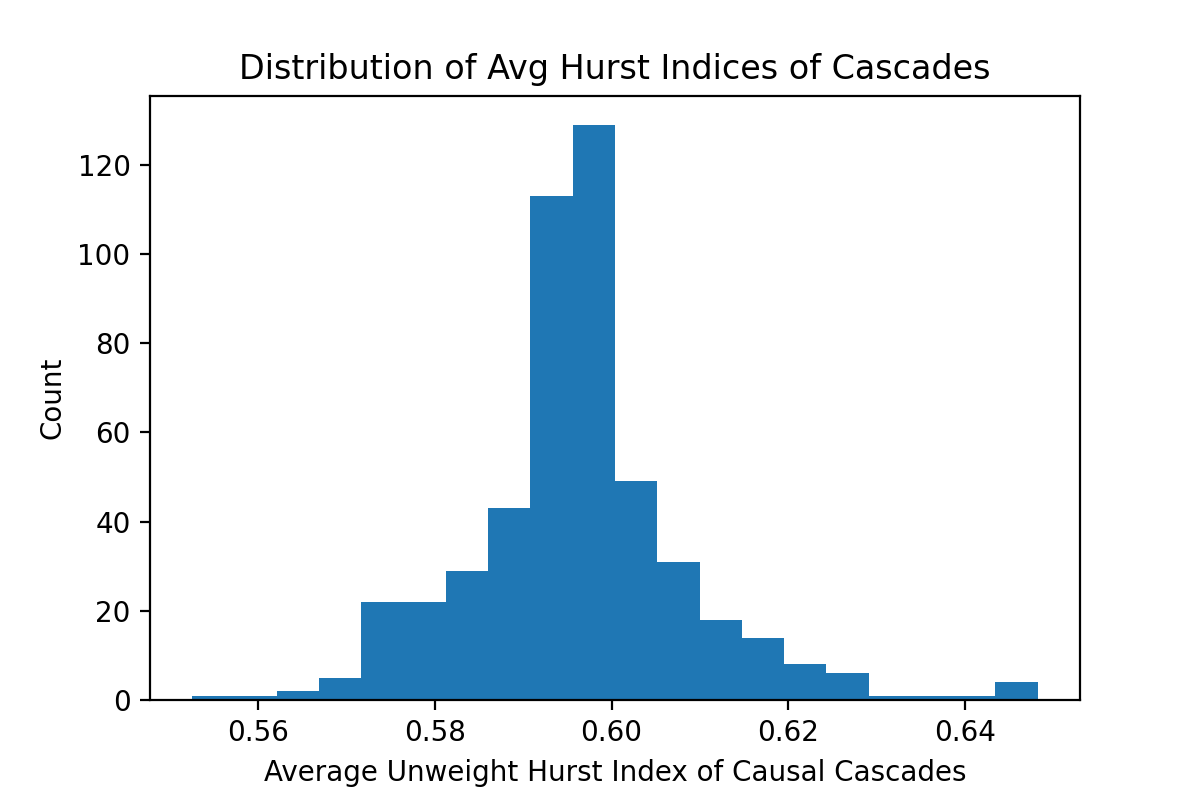 Distribution of Avg Hurst Indices of Cascades
120
100
80
60
40
20
0
Count
0.56 0.58 0.60 0.62 0.64
Average Unweight Hurst Index of Causal Cascades